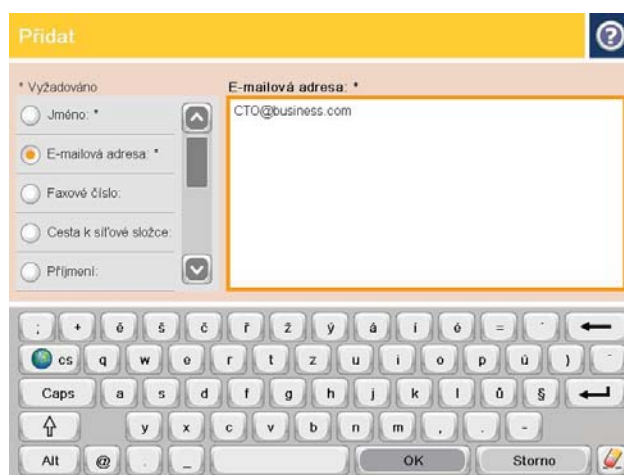 Přidat
* Vyžadováno
E-mailová adresa: *
Jméno: *
CTO@business.com
E-mailová adresa: *
Faxové číslo:
Cesta k síťové složce:
Příjmení:
; + ě š č ř ž ý á í é = ´
cs q w e r t z u i o p ú )
Caps a s d f g h j k l ů §
y x c v b n m , . -
Alt @ . _ OK Storno